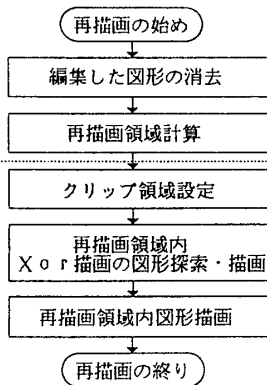 再描画の始め
編集した図形の消去
再描画領域計算
クリップ領域設定
再描画領域内
Xor描画の図形探索・描画
再描画領域内図形描画
再描画の終り